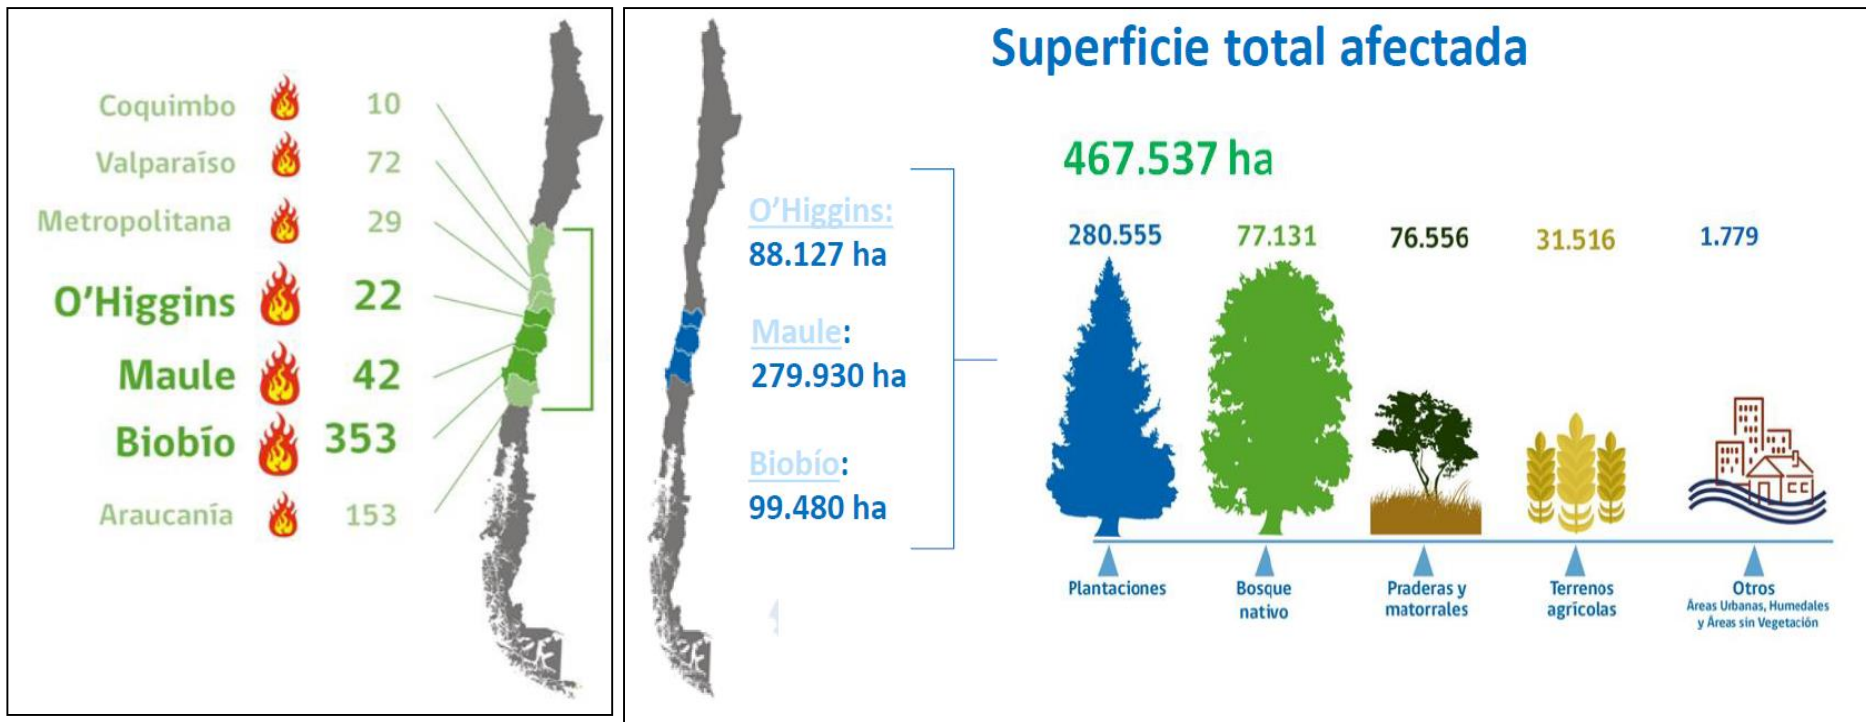 Coquimbo 10
Valparaíso 72
Metropolitana 29
O'Higgins 22
Maule 42
Biobío 353
Araucanía 153
Superficie total afectada
O'Higgins:
88.127 ha
Maule:
279.930 ha
Biobío:
99.480 ha
467.537 ha
280.555 77.131 76.556 31.516 1.779
Plantaciones
Bosque
nativo
Praderas y
matorrales
Terrenos
agrícolas
Otros
Áreas Urbanas, Humedales
y Áreas sin Vegetación